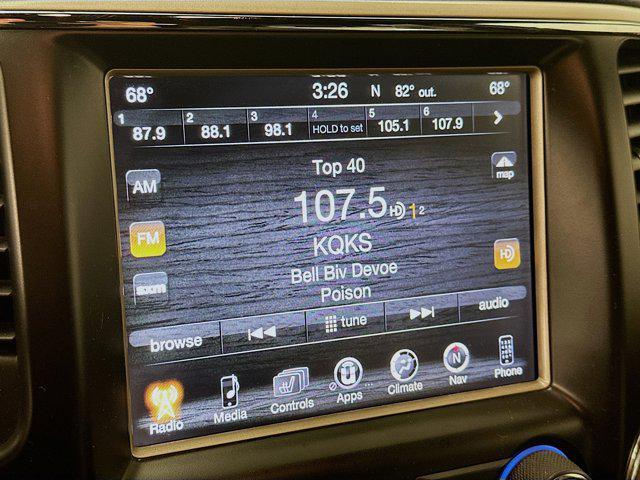 68° 3:26 N 82° out. 68°
1 2 3 4 5 6
87.9 88.1 98.1 HOLD to set 105.1 107.9
Top 40
AM map
107.5 HD 1 2
FM KQKS HD
Bell Biv Devoe
sxm Poison
browse tune audio
Radio Media Controls Apps Climate Nav Phone
N